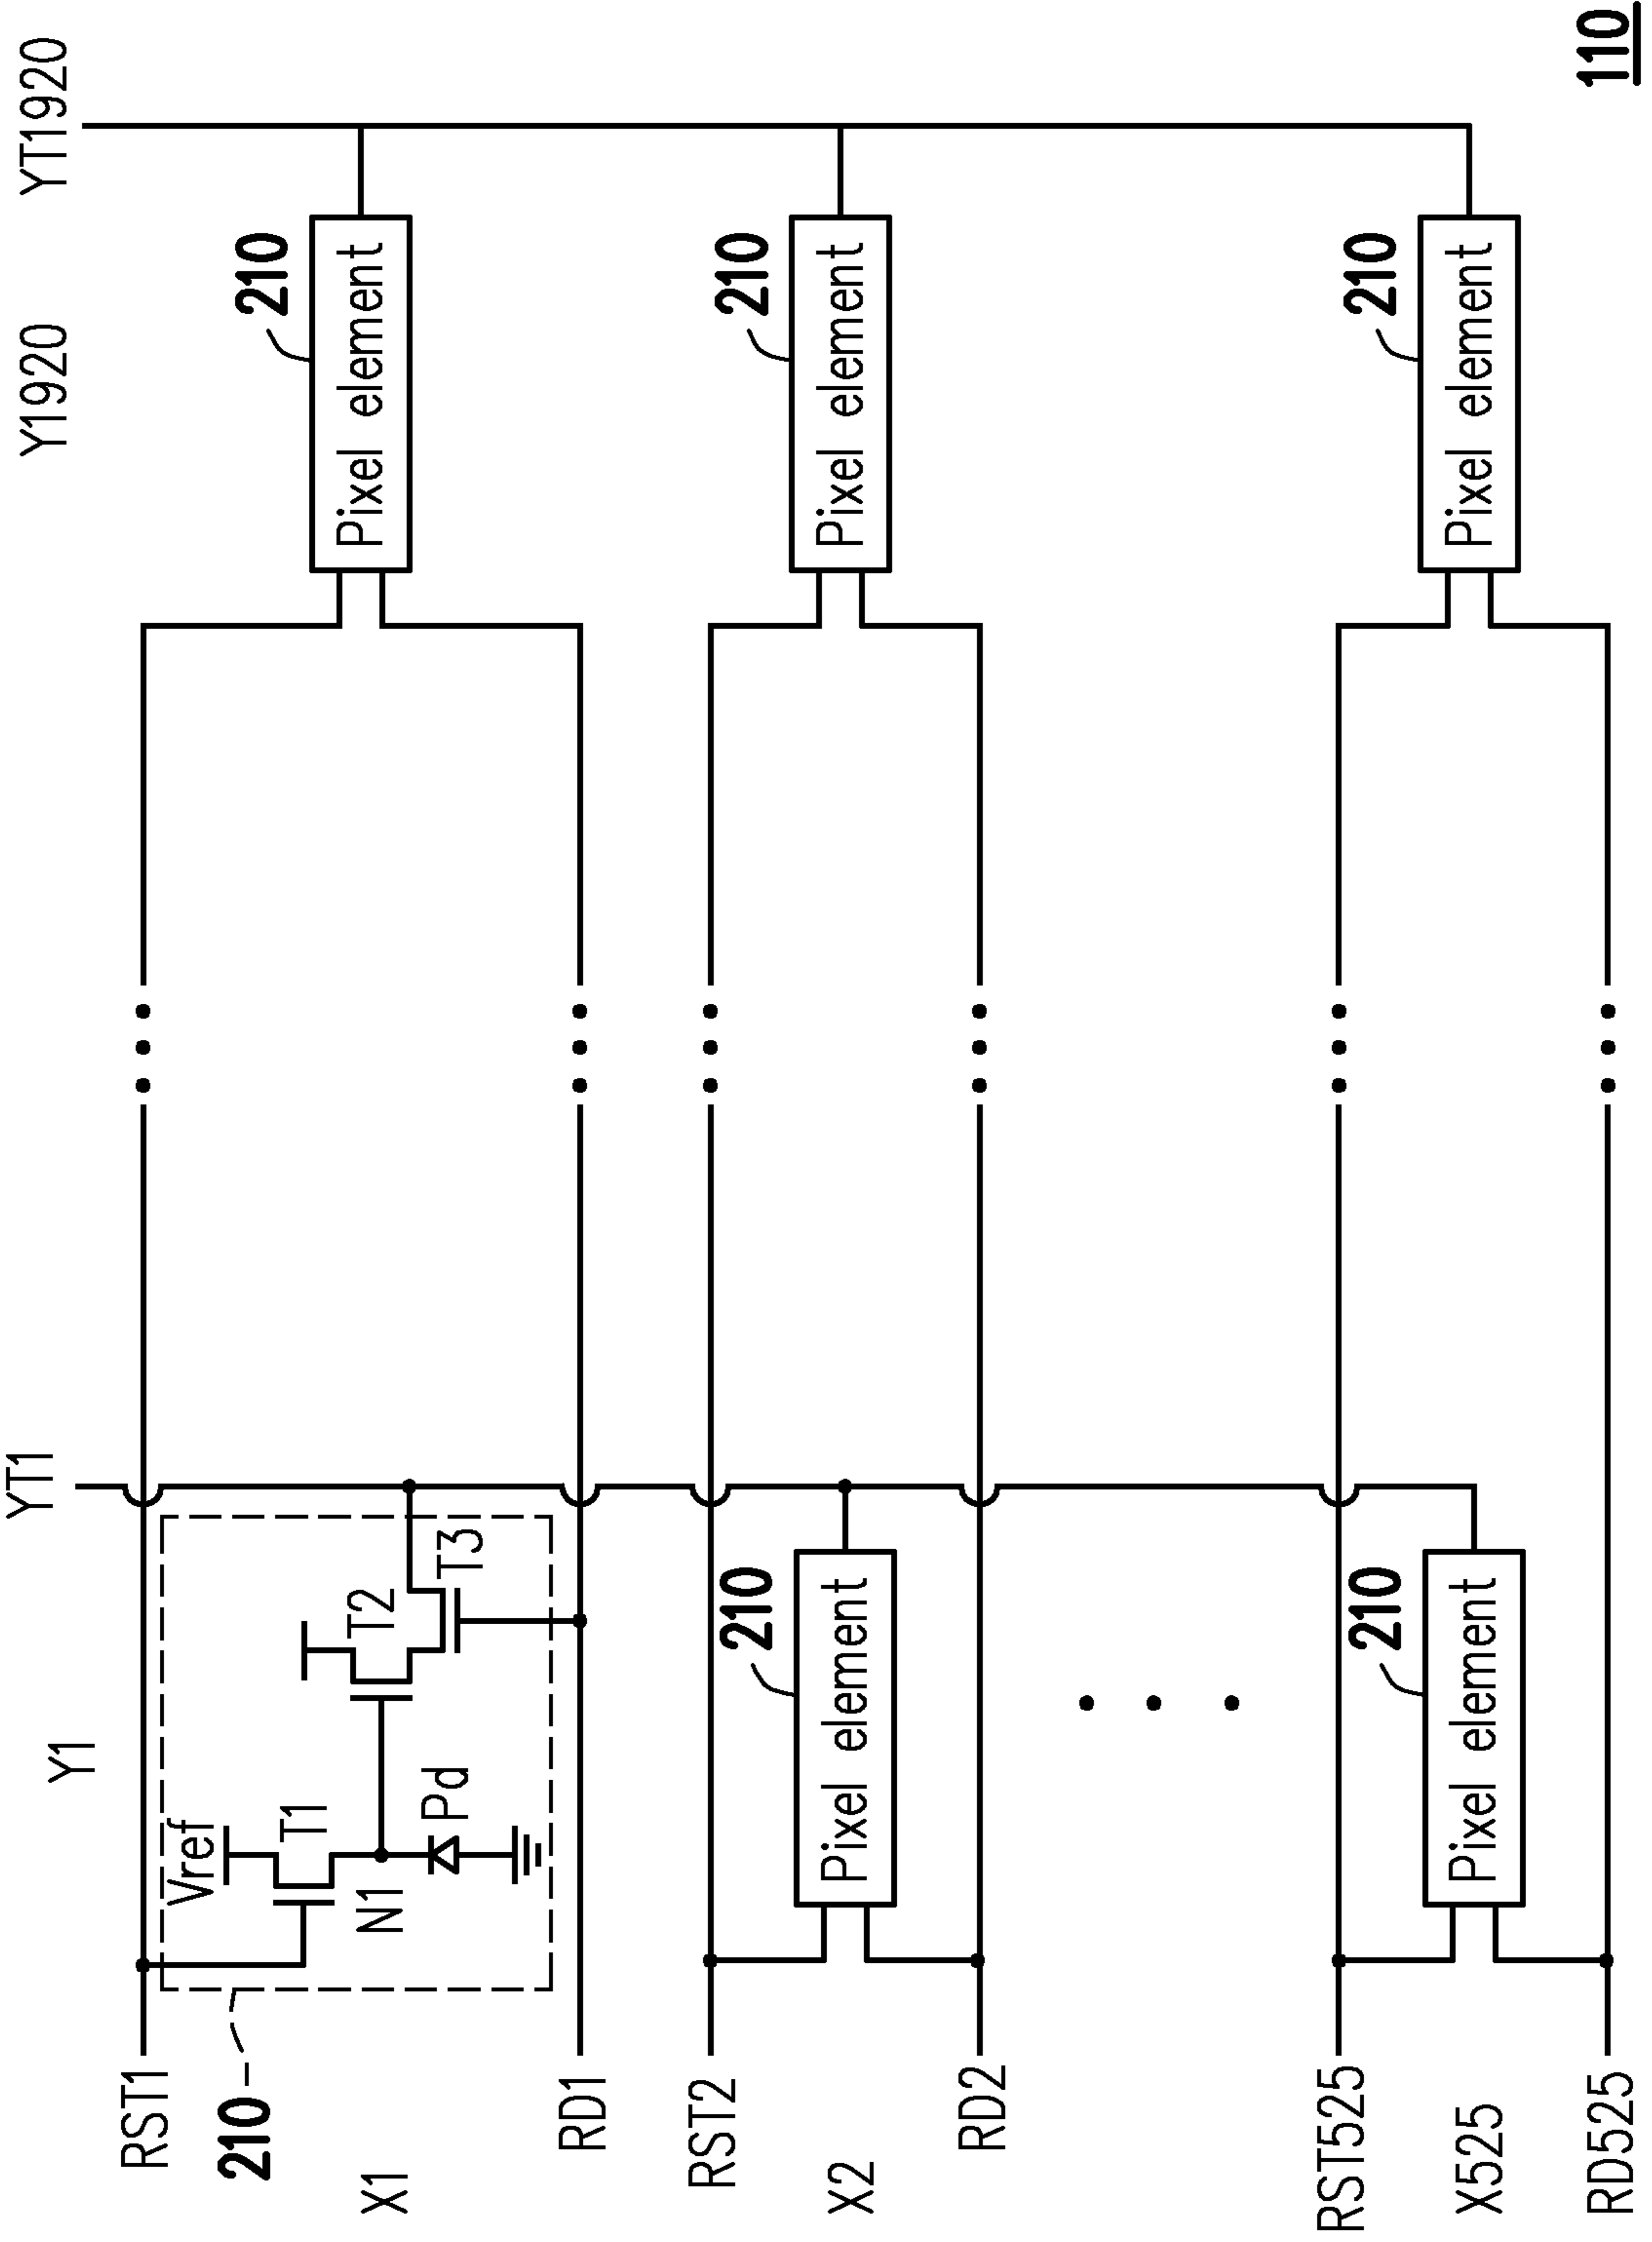 Y1
YT1
Y1920
YT1920
RST1
210
X1
Vref
T1
N1
Pd
T2
T3
210
Pixel element
RD1
RST2
X2
210
Pixel element
210
Pixel element
RD2
RST525
X525
210
Pixel element
210
Pixel element
RD525
110